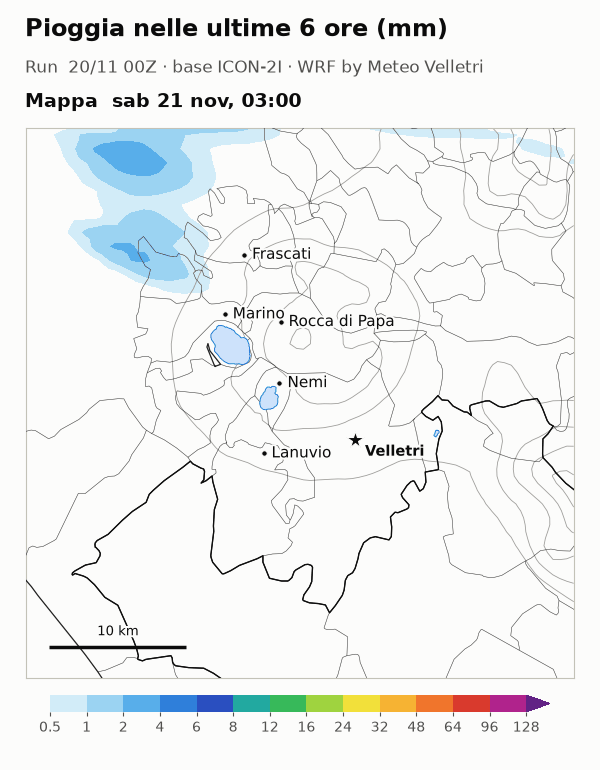 Pioggia nelle ultime 6 ore (mm)
Run  20/11 00Z · base ICON-2I · WRF by Meteo Velletri
Mappa  sab 21 nov, 03:00
Frascati
Marino
Rocca di Papa
Nemi
Velletri
Lanuvio
10 km
0.5 1 2 4 6 8 12 16 24 32 48 64 96 128